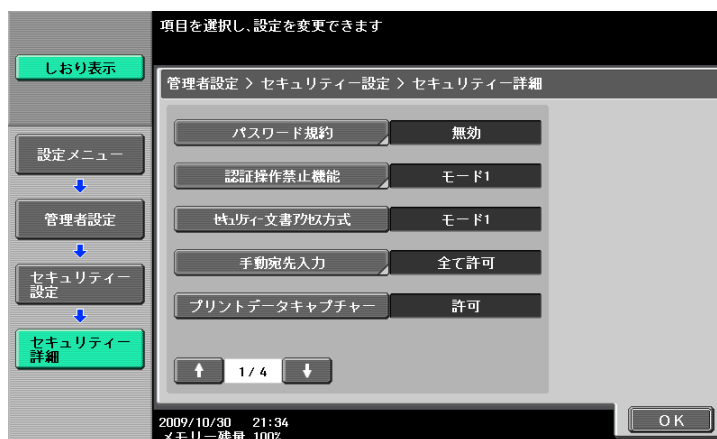 項目を選択し、設定を変更できます
しおり表示
管理者設定 > セキュリティー設定 > セキュリティー詳細
パスワード規約 無効
認証操作禁止機能 モード1
セキュリティー文書アクセス方式 モード1
手動宛先入力 全て許可
プリントデータキャプチャー 許可
1/4
設定メニュー
管理者設定
セキュリティー
設定
セキュリティー
詳細
2009/10/30 21:34
メモリー残量 100%
OK